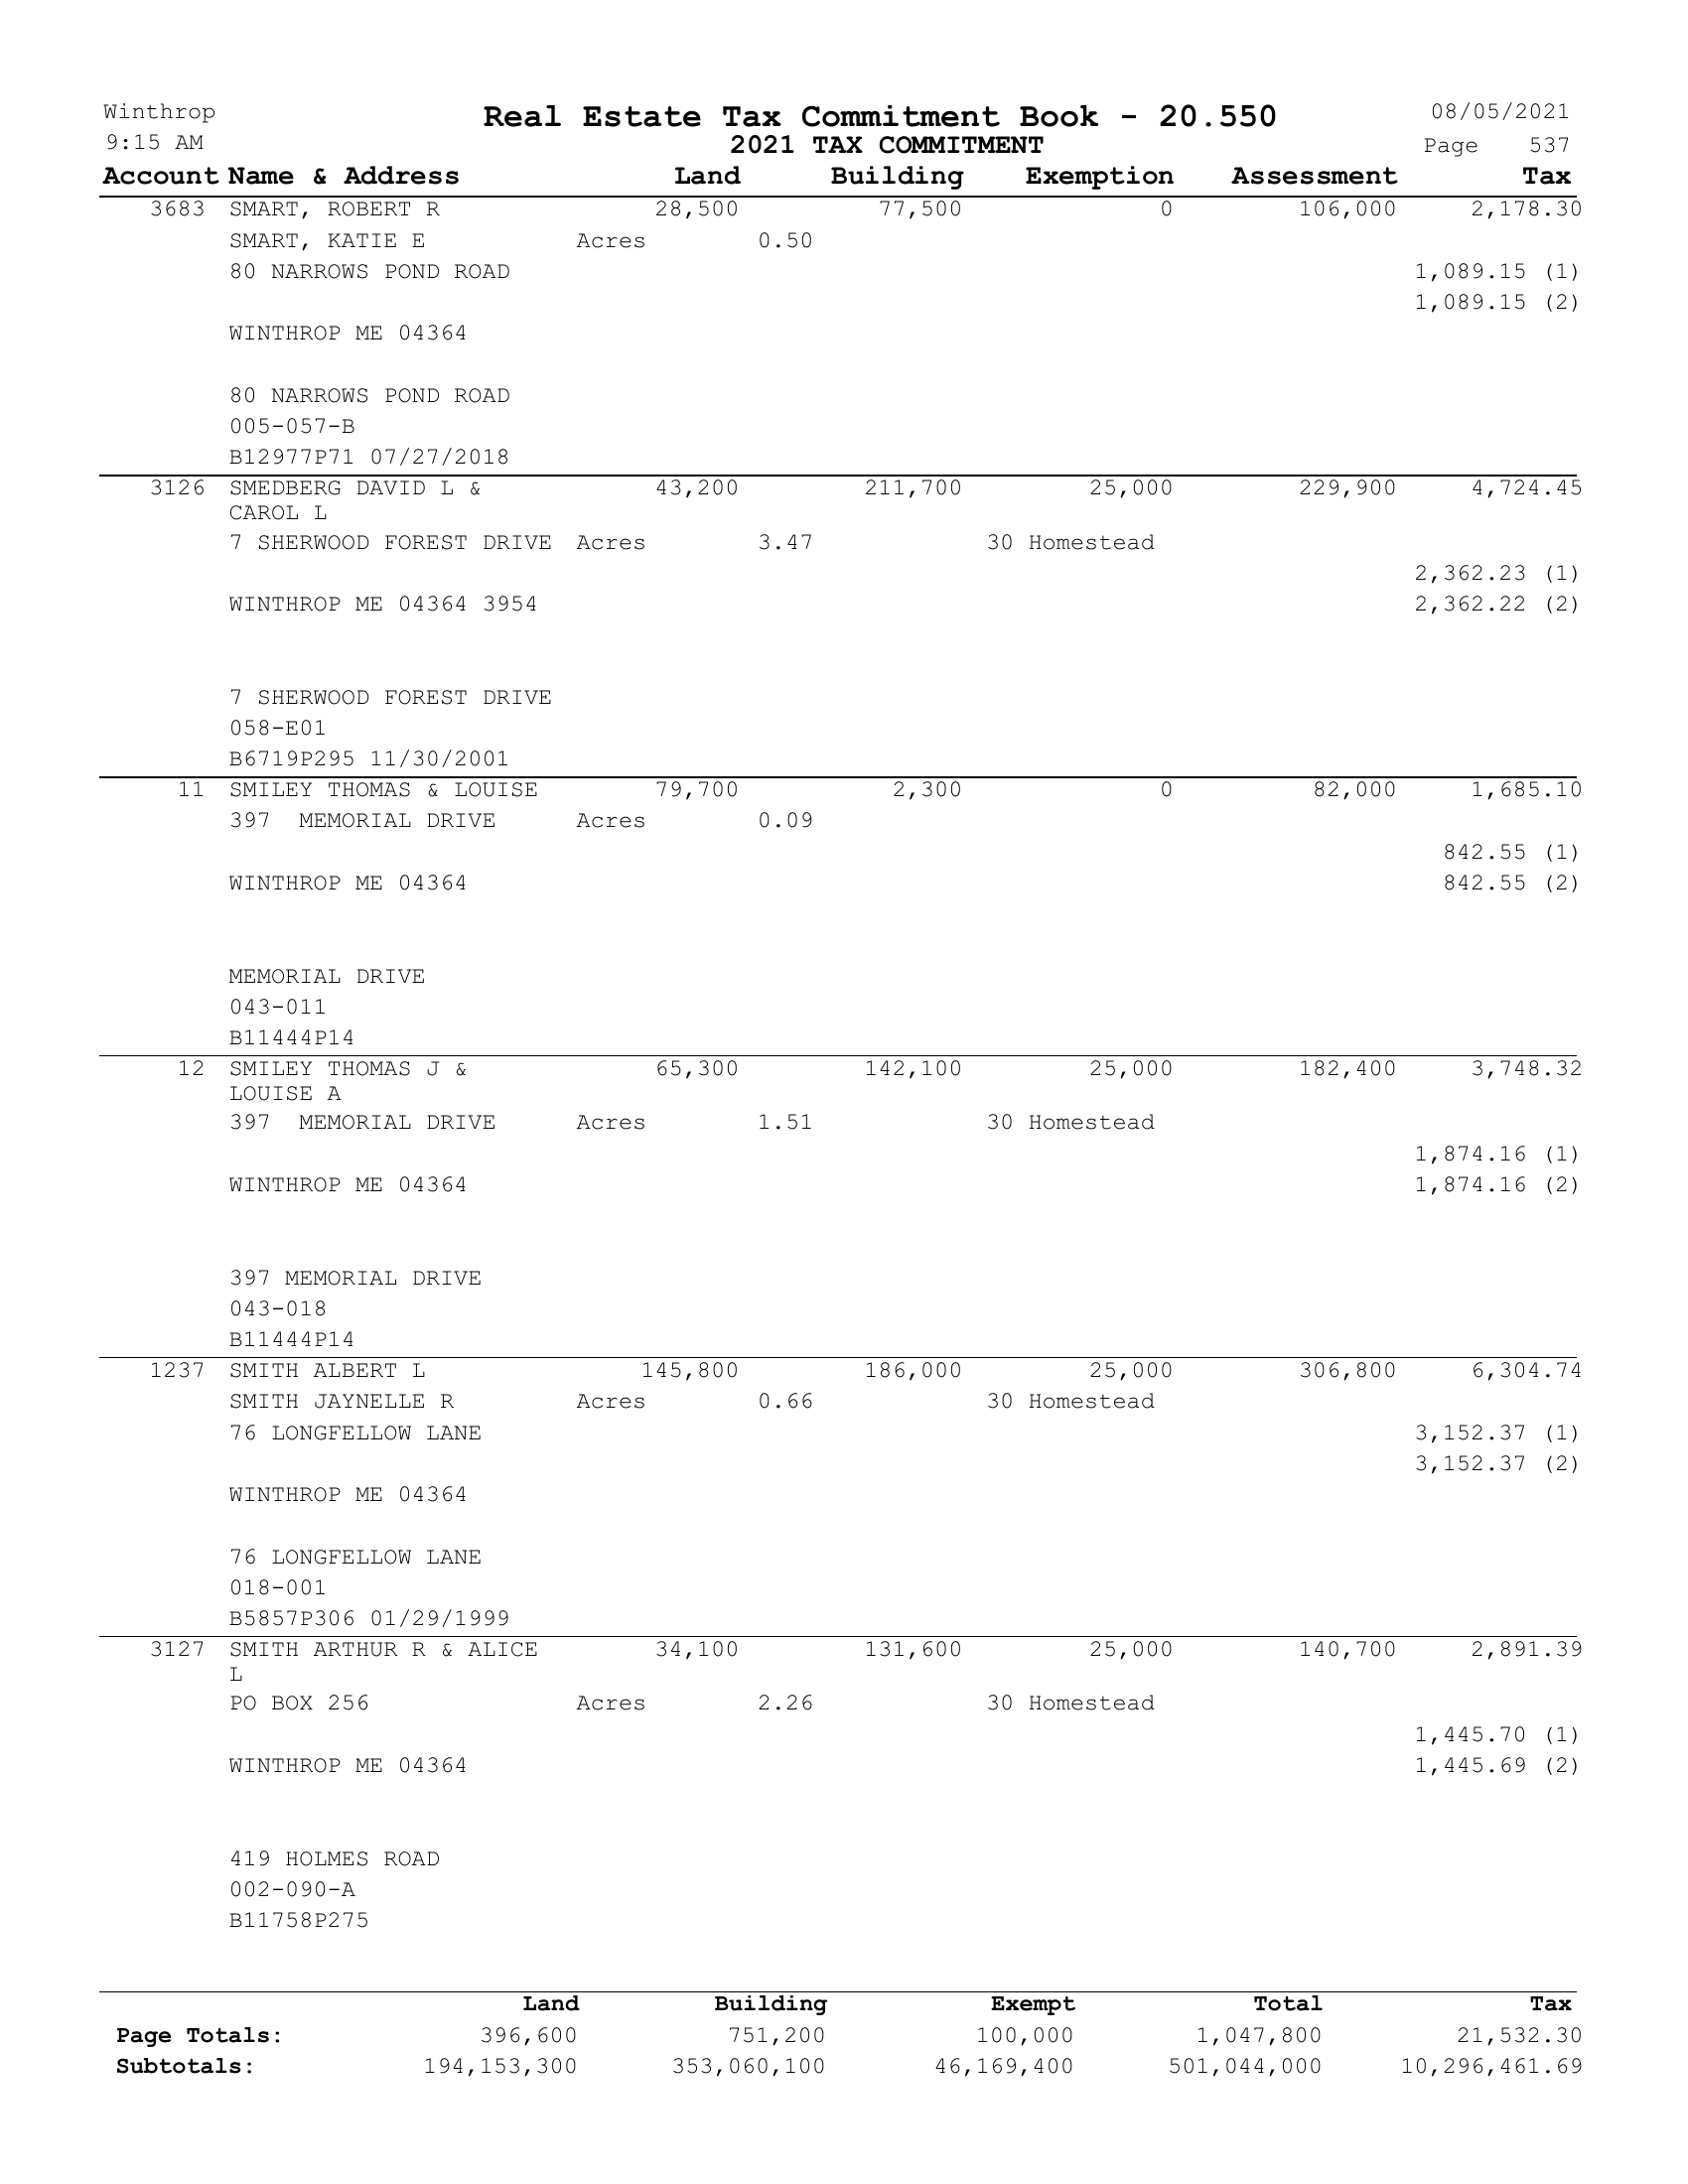 Winthrop Real Estate Tax Commitment Book - 20.550 08/05/2021
9:15 AM 2021 TAX COMMITMENT Page 537
Account Name & Address Land Building Exemption Assessment Tax
3683 SMART, ROBERT R 28,500 77,500 0 106,000 2,178.30
SMART, KATIE E Acres 0.50
80 NARROWS POND ROAD 1,089.15 (1)
1,089.15 (2)
WINTHROP ME 04364
80 NARROWS POND ROAD
005-057-B
B12977P71 07/27/2018
3126 SMEDBERG DAVID L & 43,200 211,700 25,000 229,900 4,724.45
CAROL L
7 SHERWOOD FOREST DRIVE Acres 3.47 30 Homestead
2,362.23 (1)
WINTHROP ME 04364 3954 2,362.22 (2)
7 SHERWOOD FOREST DRIVE
058-E01
B6719P295 11/30/2001
11 SMILEY THOMAS & LOUISE 79,700 2,300 0 82,000 1,685.10
397 MEMORIAL DRIVE Acres 0.09
842.55 (1)
WINTHROP ME 04364 842.55 (2)
MEMORIAL DRIVE
043-011
B11444P14
12 SMILEY THOMAS J & 65,300 142,100 25,000 182,400 3,748.32
LOUISE A
397 MEMORIAL DRIVE Acres 1.51 30 Homestead
1,874.16 (1)
WINTHROP ME 04364 1,874.16 (2)
397 MEMORIAL DRIVE
043-018
B11444P14
1237 SMITH ALBERT L 145,800 186,000 25,000 306,800 6,304.74
SMITH JAYNELLE R Acres 0.66 30 Homestead
76 LONGFELLOW LANE 3,152.37 (1)
3,152.37 (2)
WINTHROP ME 04364
76 LONGFELLOW LANE
018-001
B5857P306 01/29/1999
3127 SMITH ARTHUR R & ALICE 34,100 131,600 25,000 140,700 2,891.39
L
PO BOX 256 Acres 2.26 30 Homestead
1,445.70 (1)
WINTHROP ME 04364 1,445.69 (2)
419 HOLMES ROAD
002-090-A
B11758P275
Land Building Exempt Total Tax
Page Totals: 396,600 751,200 100,000 1,047,800 21,532.30
Subtotals: 194,153,300 353,060,100 46,169,400 501,044,000 10,296,461.69